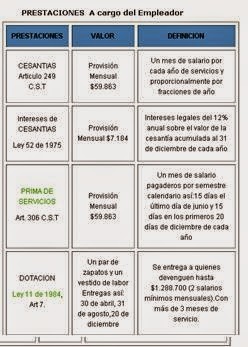 PRESTACIONES A cargo del Empleador
PRESTACIONES
VALOR
DEFINICION
CESANTIAS
Articulo 249
C.S.T
Provisión
Mensual
$59.863
Un mes de salario por
cada año de servicios y
proporcionalmente por
fracciones de año
Intereses de
CESANTIAS
Ley 52 de 1975
Provisión
Mensual $7.184
Intereses legales del 12%
anual sobre el valor de la
cesantía acumulada al 31
de diciembre de cada año
PRIMA DE
SERVICIOS
Art. 306 C.S.T
Provisión
Mensual
$59.863
Un mes de salario
pagaderos por semestre
calendario así:15 días el
último día de junio y 15
días en los primeros 20
días de diciembre de cada
año
DOTACION
Ley 11 de 1984,
Art 7.
Un par de
zapatos y un
vestido de labor
Entregas así:
30 de abril, 31
de agosto,20 de
diciembre
Se entrega a quienes
devenguen hasta
$1.288.700 (2 salarios
mínimos mensuales).Con
más de 3 meses de
servicio.